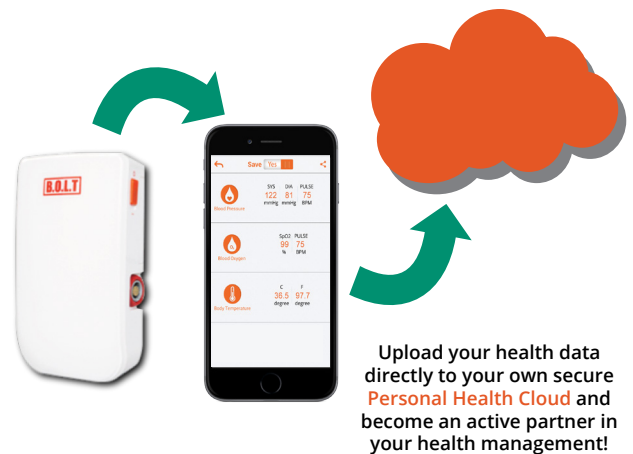 B.O.L.T
Save Yes
SYS DIA PULSE
122 81 75
mmHg mmHg BPM
Blood Pressure
SpO2 PULSE
99 75
% BPM
Blood Oxygen
C F
36.5 97.7
degree degree
Body Temperature
Upload your health data
directly to your own secure
Personal Health Cloud and
become an active partner in
your health management!